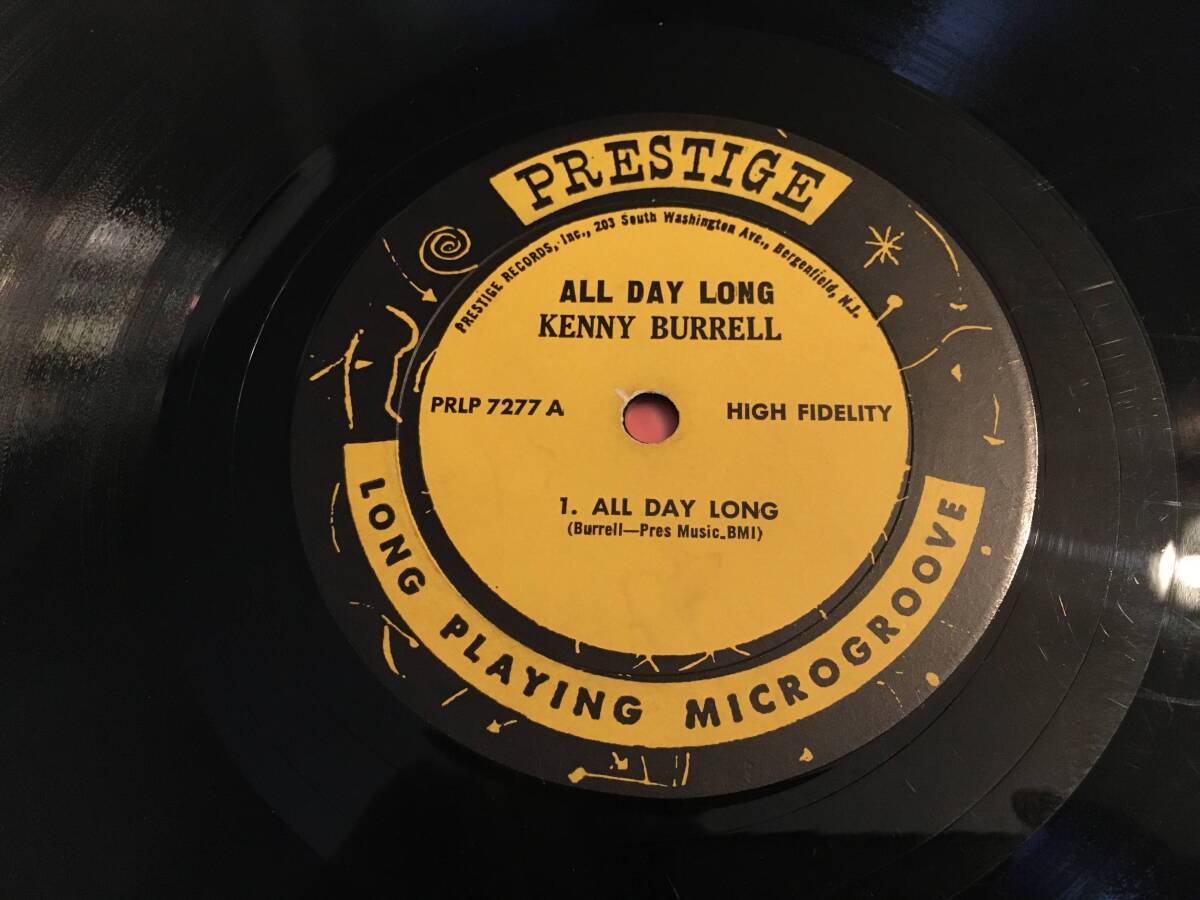 PRESTIGE
PRESTIGE RECORDS, Inc., 203 South Washington Ave., Bergenfield, N.J.
ALL DAY LONG
KENNY BURRELL
PRLP 7277 A
HIGH FIDELITY
1. ALL DAY LONG
(Burrell—Pres Music-BMI)
LONG PLAYING MICROGROOVE